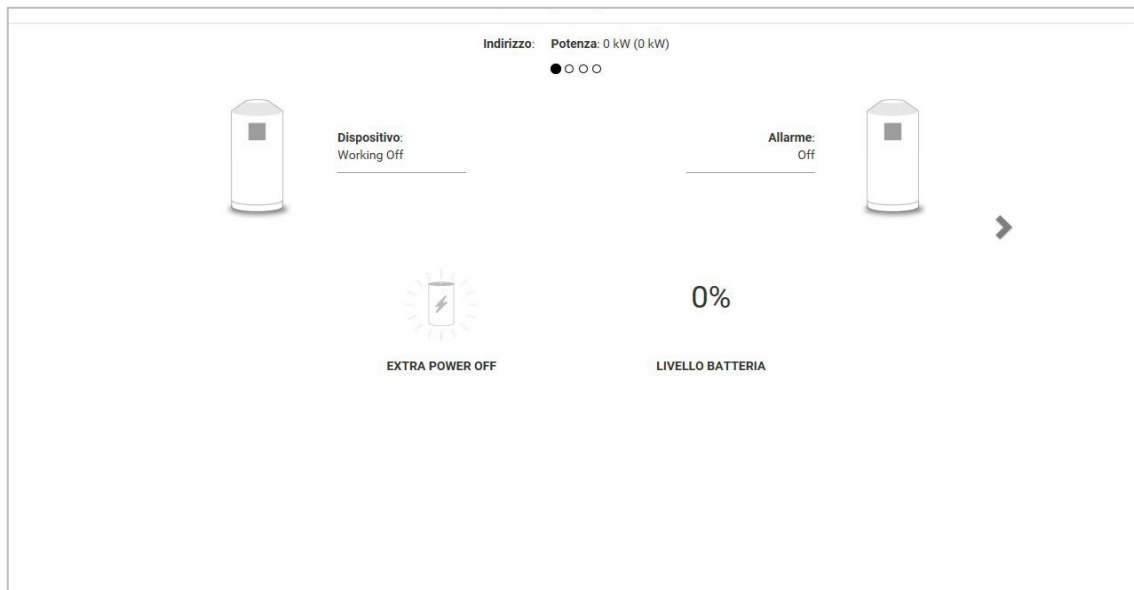 Indirizzo: Potenza: 0 kW (0 kW)
Dispositivo:
Working Off
Allarme:
Off
0%
EXTRA POWER OFF
LIVELLO BATTERIA